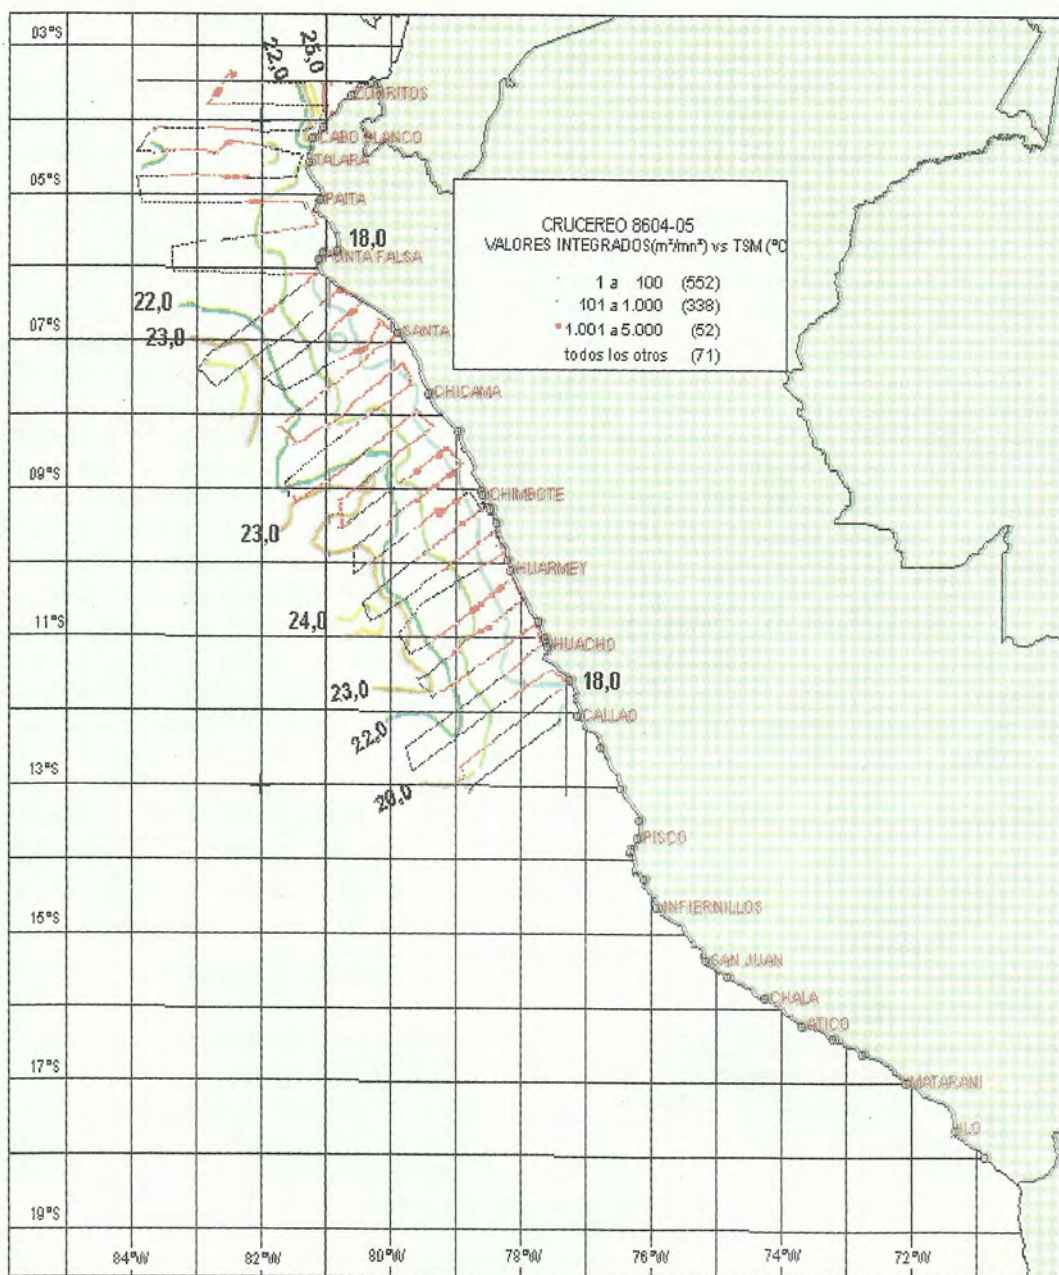 03°S
22,0
25,0
ZORRITOS
CABO BLANCO
TALARA
05°S
PAITA
18,0
PUNTA FALSA
CRUCEREO 8604-05
VALORES INTEGRADOS(m²/mn²) vs TSM (°C
1 a 100 (552)
101 a 1.000 (338)
1.001 a 5.000 (52)
todos los otros (71)
22,0
07°S
23,0
SANTA
CHICAMA
09°S
CHIMBOTE
23,0
HUARMEY
24,0
11°S
HUACHO
23,0
18,0
22,0
CALLAO
13°S
20,0
PISCO
INFIERNILLOS
15°S
SAN JUAN
CHALA
ATICO
17°S
MATARANI
ILO
19°S
84°W 82°W 80°W 78°W 76°W 74°W 72°W